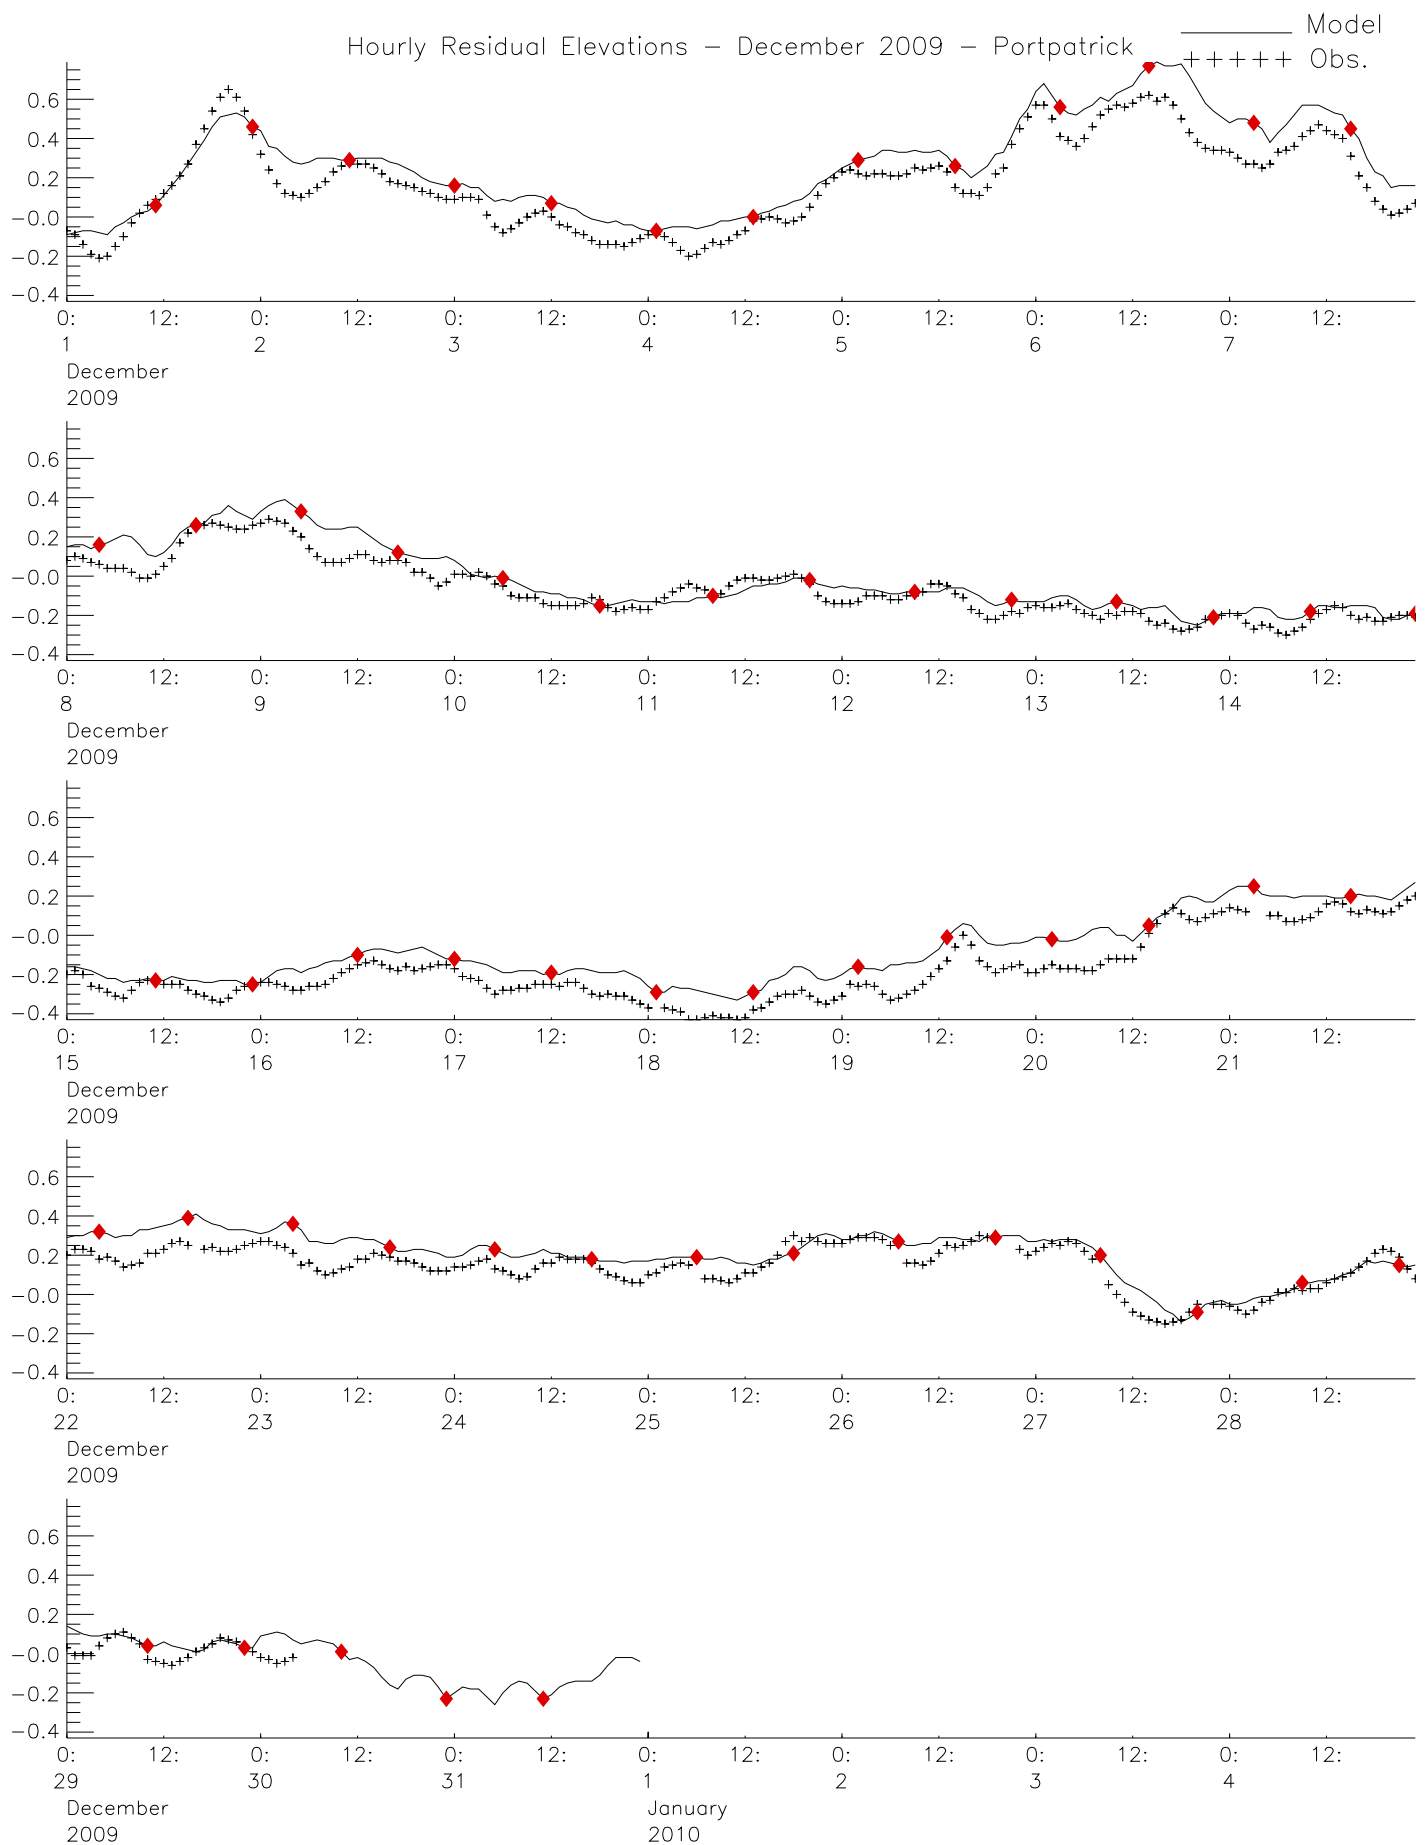 Hourly Residual Elevations – December 2009 – Portpatrick
Model
+++++ Obs.
0.6
0.4
0.2
−0.0
−0.2
−0.4
0: 12: 0: 12: 0: 12: 0: 12: 0: 12: 0: 12: 0: 12:
1 2 3 4 5 6 7
December
2009
0.6
0.4
0.2
−0.0
−0.2
−0.4
0: 12: 0: 12: 0: 12: 0: 12: 0: 12: 0: 12: 0: 12:
8 9 10 11 12 13 14
December
2009
0.6
0.4
0.2
−0.0
−0.2
−0.4
0: 12: 0: 12: 0: 12: 0: 12: 0: 12: 0: 12: 0: 12:
15 16 17 18 19 20 21
December
2009
0.6
0.4
0.2
−0.0
−0.2
−0.4
0: 12: 0: 12: 0: 12: 0: 12: 0: 12: 0: 12: 0: 12:
22 23 24 25 26 27 28
December
2009
0.6
0.4
0.2
−0.0
−0.2
−0.4
0: 12: 0: 12: 0: 12: 0: 12: 0: 12: 0: 12: 0: 12:
29 30 31 1 2 3 4
December January
2009 2010